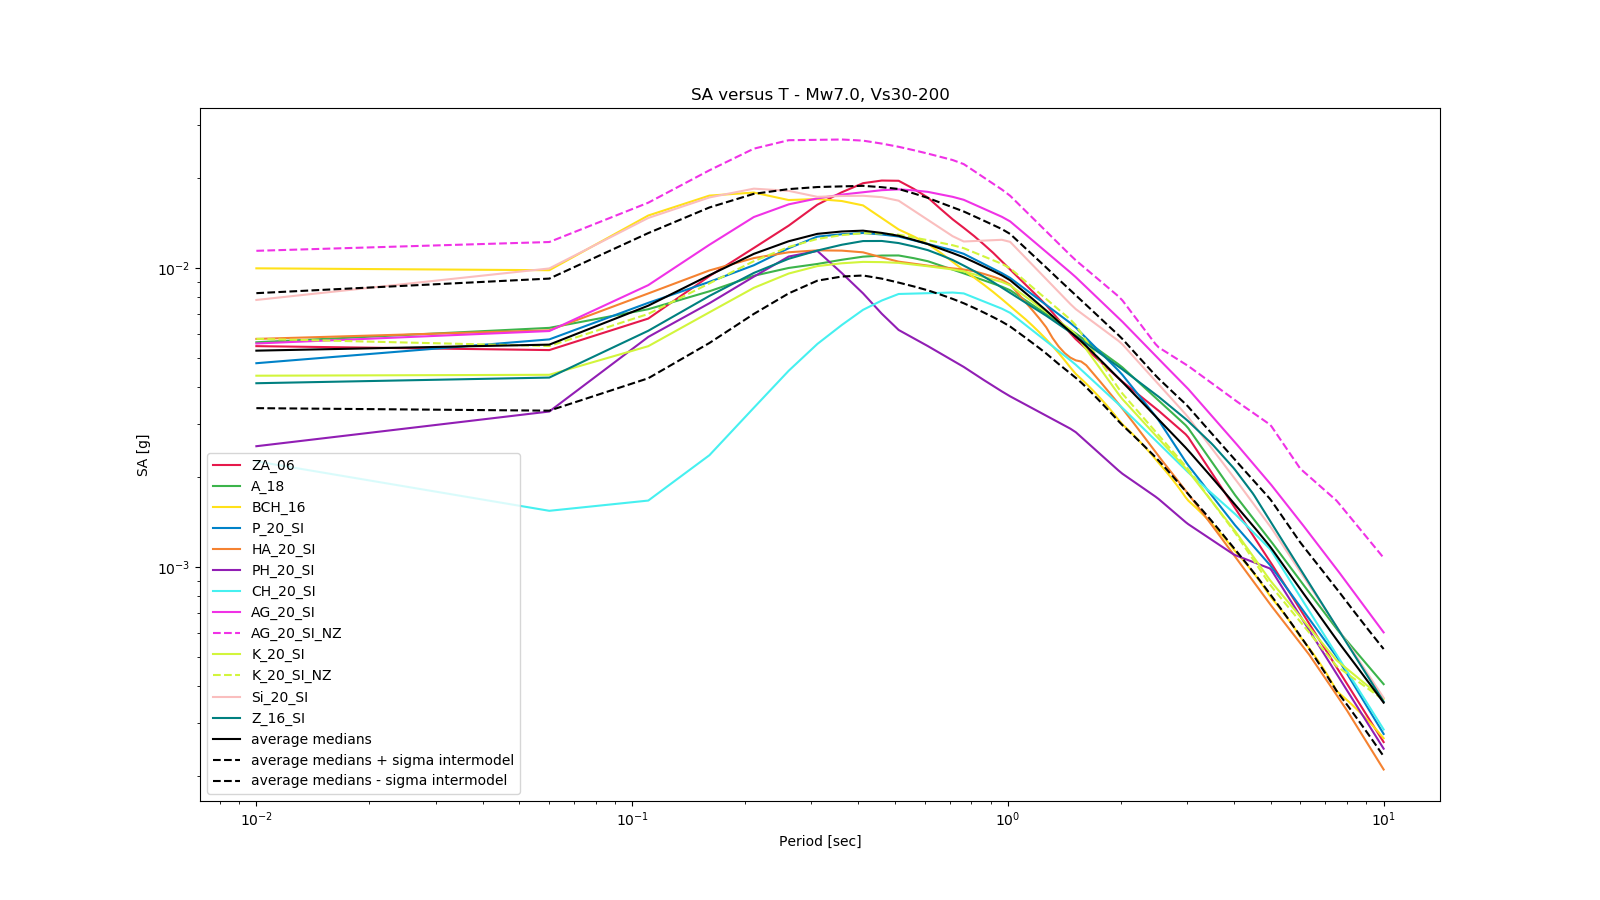 SA versus T - Mw7.0, Vs30-200
10⁻²
10⁻³
SA [g]
ZA_06
A_18
BCH_16
P_20_SI
HA_20_SI
PH_20_SI
CH_20_SI
AG_20_SI
AG_20_SI_NZ
K_20_SI
K_20_SI_NZ
Si_20_SI
Z_16_SI
average medians
average medians + sigma intermodel
average medians - sigma intermodel
10⁻²
10⁻¹
10⁰
10¹
Period [sec]